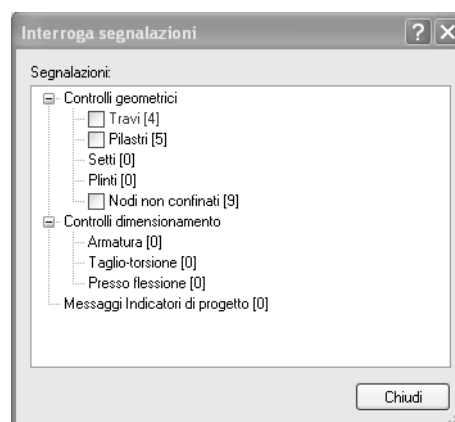 Interroga segnalazioni
Segnalazioni:
Controlli geometrici
Travi [4]
Pilastri [5]
Setti [0]
Plinti [0]
Nodi non confinati [9]
Controlli dimensionamento
Armatura [0]
Taglio-torsione [0]
Presso flessione [0]
Messaggi Indicatori di progetto [0]
Chiudi